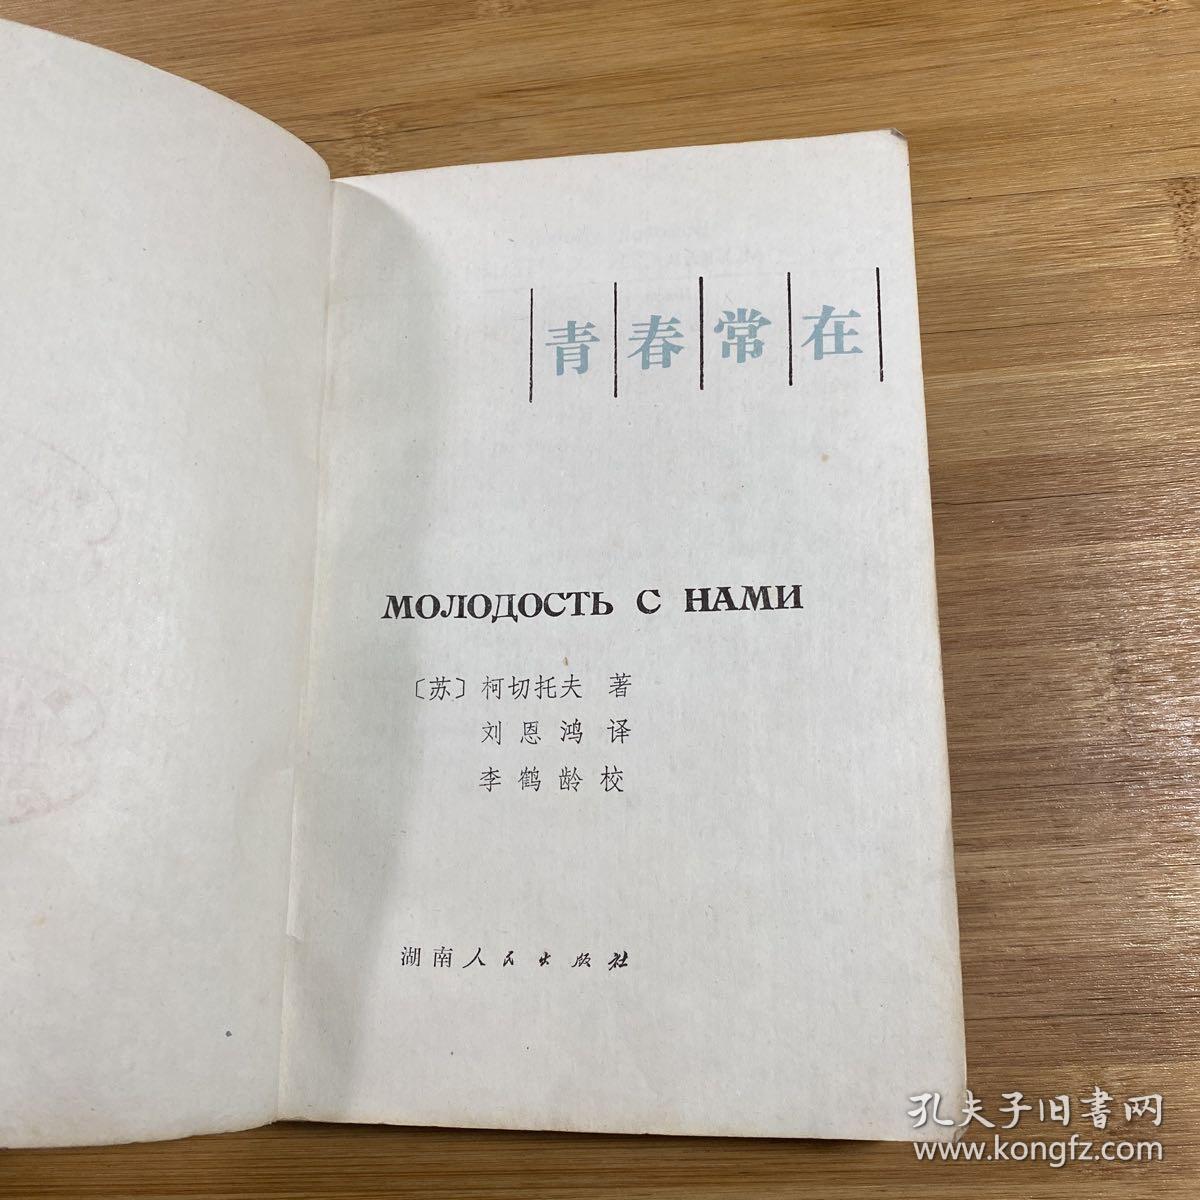 青春常在
МОЛОДОСТЬ С НАМИ
〔苏〕柯切托夫 著
刘恩鸿译
李鹤龄校
湖南人民出版社
孔夫子旧書网
www.kongfz.com